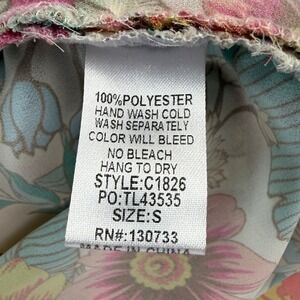 100%POLYESTER
HAND WASH COLD
WASH SEPARATELY
COLOR WILL BLEED
NO BLEACH
HANG TO DRY
STYLE:C1826
PO:TL43535
SIZE:S
RN#:130733
MADE IN CHINA